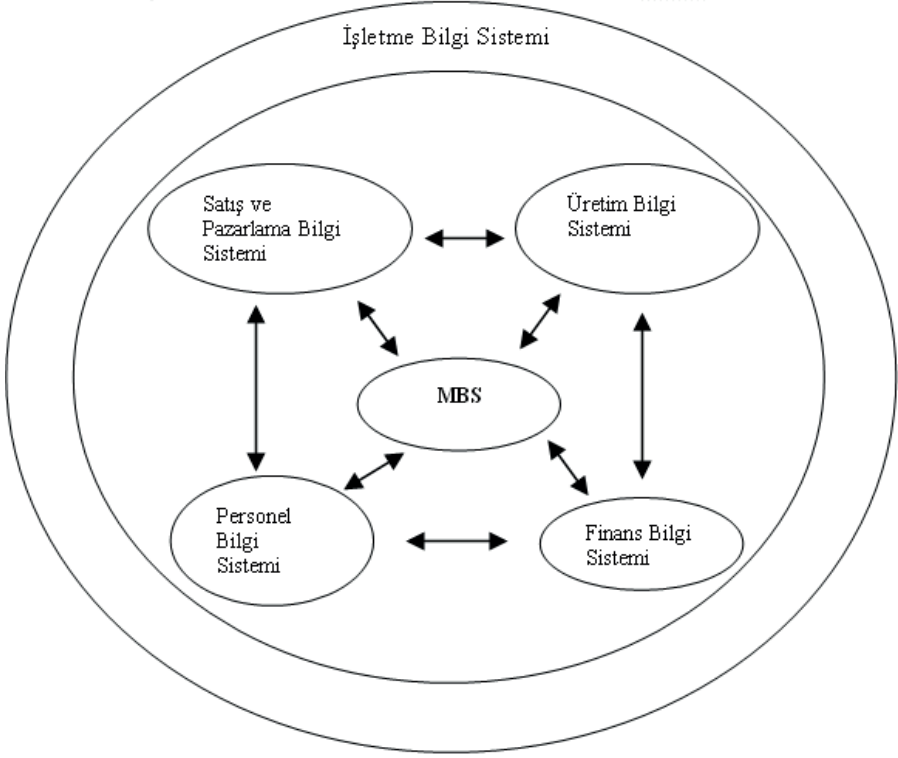 İşletme Bilgi Sistemi
Satış ve
Pazarlama Bilgi
Sistemi
Üretim Bilgi
Sistemi
MBS
Personel
Bilgi
Sistemi
Finans Bilgi
Sistemi